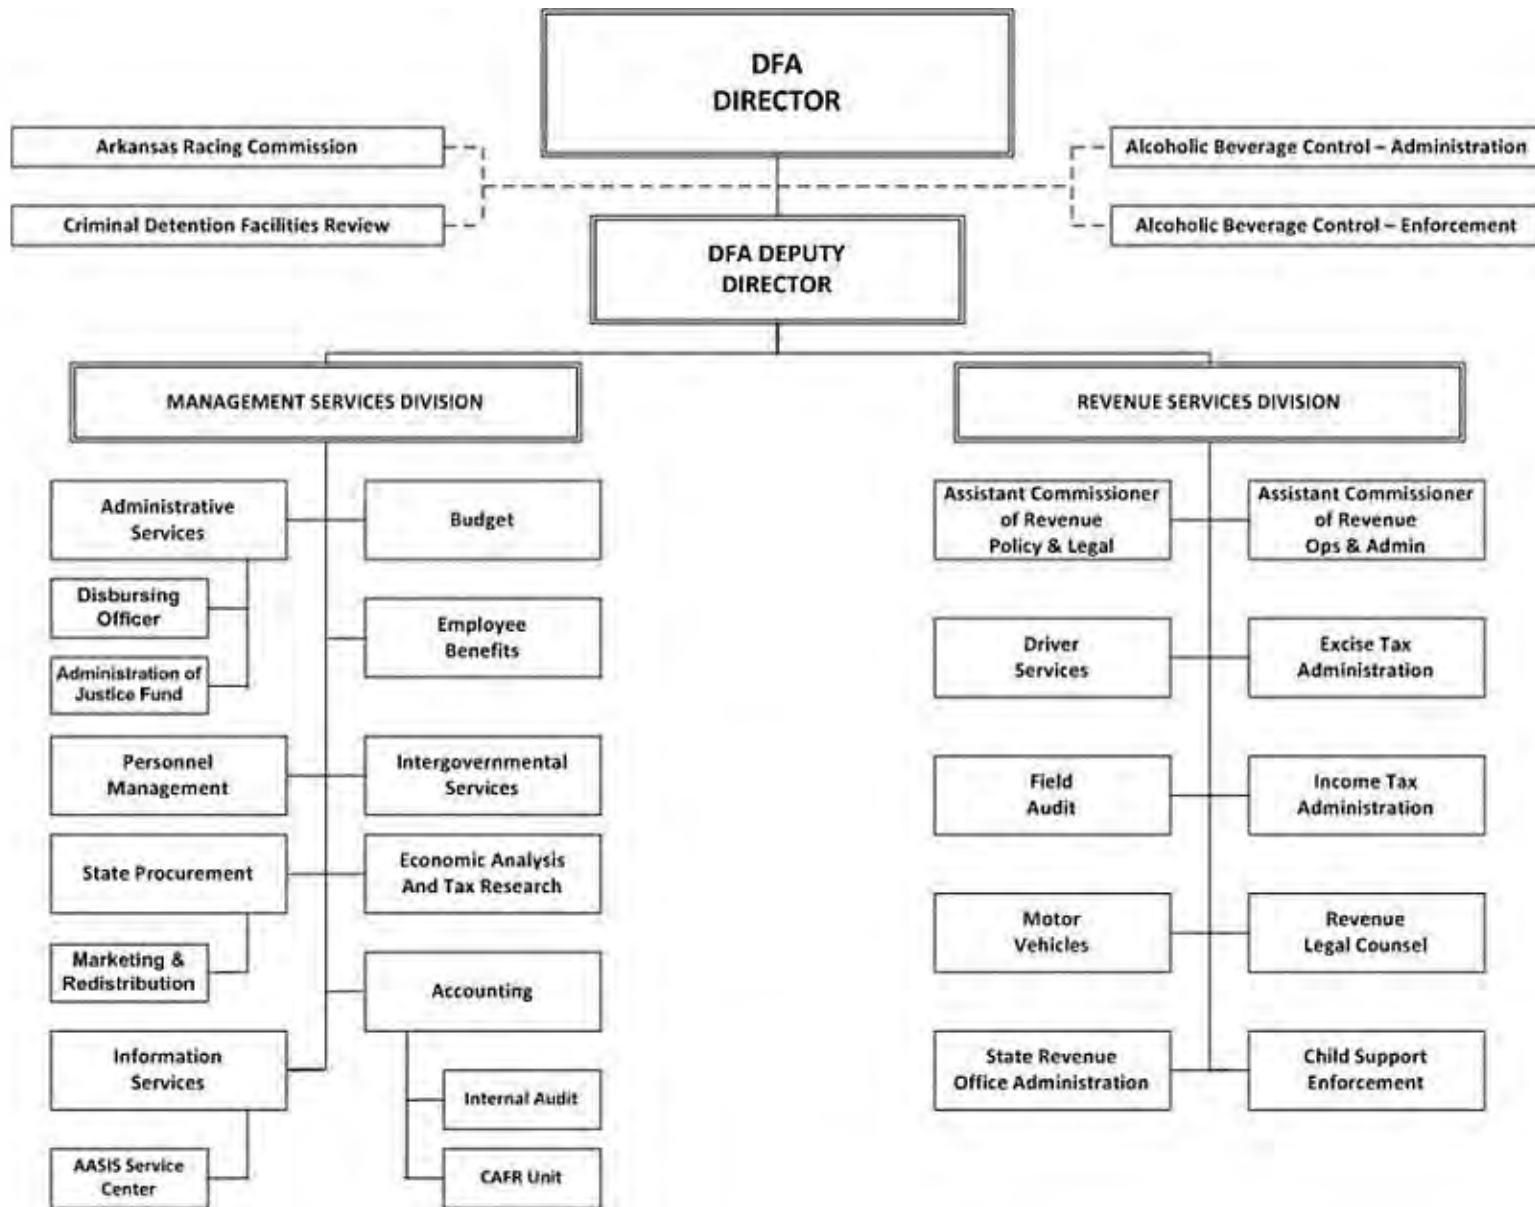 DFA
DIRECTOR
Arkansas Racing Commission
Alcoholic Beverage Control – Administration
Criminal Detention Facilities Review
Alcoholic Beverage Control – Enforcement
DFA DEPUTY
DIRECTOR
MANAGEMENT SERVICES DIVISION
REVENUE SERVICES DIVISION
Administrative
Services
Budget
Disbursing
Officer
Employee
Benefits
Administration of
Justice Fund
Personnel
Management
Intergovernmental
Services
State Procurement
Economic Analysis
And Tax Research
Marketing &
Redistribution
Accounting
Information
Services
Internal Audit
AASIS Service
Center
CAFR Unit
Assistant Commissioner
of Revenue
Policy & Legal
Assistant Commissioner
of Revenue
Ops & Admin
Driver
Services
Excise Tax
Administration
Field
Audit
Income Tax
Administration
Motor
Vehicles
Revenue
Legal Counsel
State Revenue
Office Administration
Child Support
Enforcement